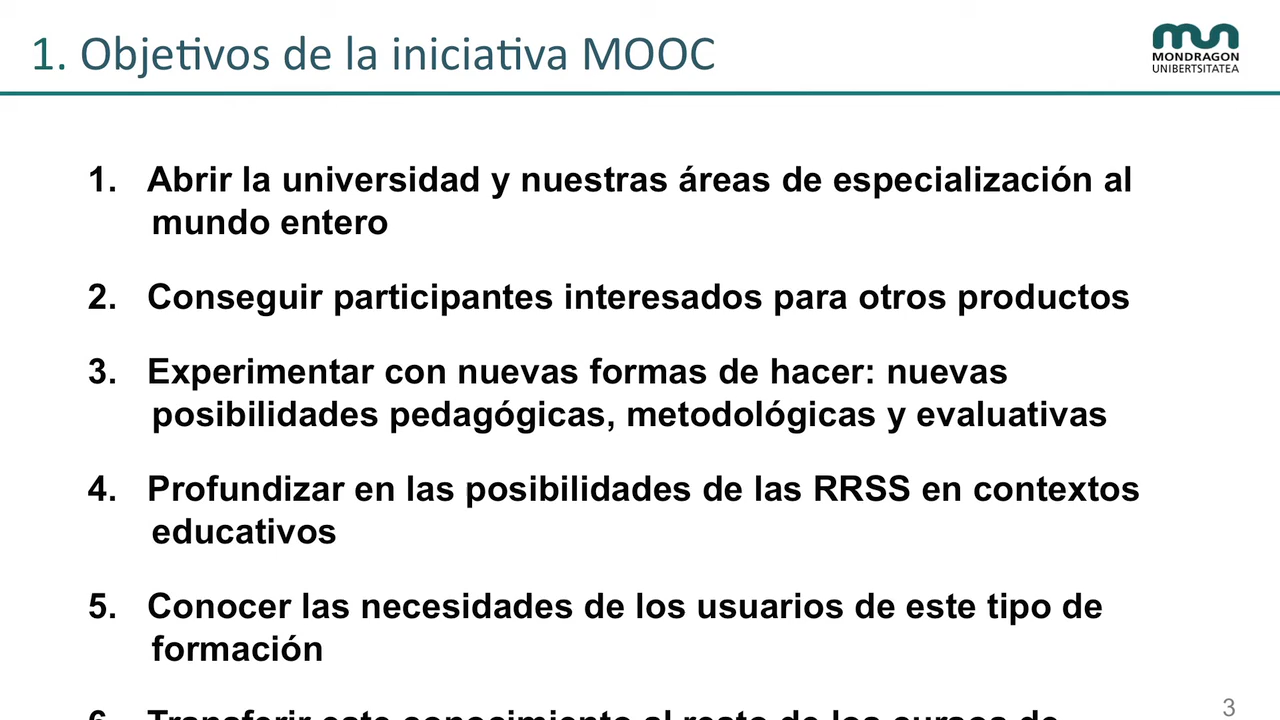 1. Objetivos de la iniciativa MOOC
MONDRAGON
UNIBERTSITATEA
1. Abrir la universidad y nuestras áreas de especialización al
mundo entero
2. Conseguir participantes interesados para otros productos
3. Experimentar con nuevas formas de hacer: nuevas
posibilidades pedagógicas, metodológicas y evaluativas
4. Profundizar en las posibilidades de las RRSS en contextos
educativos
5. Conocer las necesidades de los usuarios de este tipo de
formación
6. Transferir este conocimiento al resto de los cursos de
3